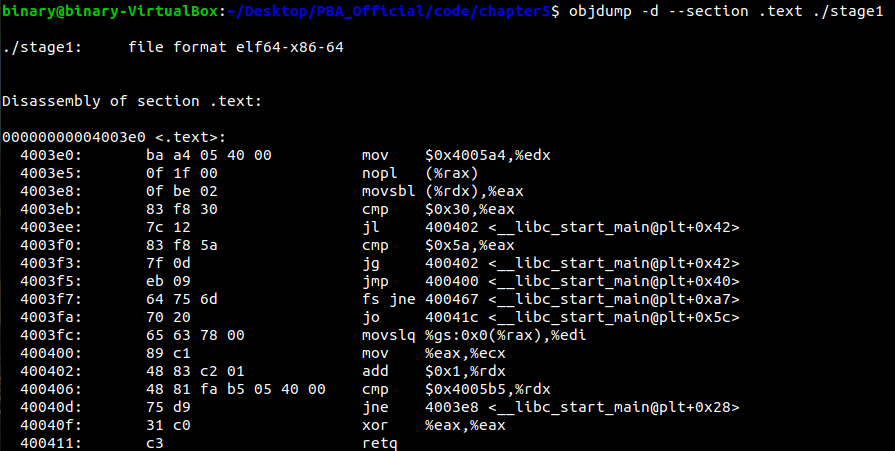 binary@binary-VirtualBox:~/Desktop/PBA_Official/code/chapter5$ objdump -d --section .text ./stage1
./stage1:     file format elf64-x86-64
Disassembly of section .text:
00000000004003e0 <.text>:
  4003e0:       ba a4 05 40 00          mov    $0x4005a4,%edx
  4003e5:       0f 1f 00                nopl   (%rax)
  4003e8:       0f be 02                movsbl (%rdx),%eax
  4003eb:       83 f8 30                cmp    $0x30,%eax
  4003ee:       7c 12                   jl     400402 <__libc_start_main@plt+0x42>
  4003f0:       83 f8 5a                cmp    $0x5a,%eax
  4003f3:       7f 0d                   jg     400402 <__libc_start_main@plt+0x42>
  4003f5:       eb 09                   jmp    400400 <__libc_start_main@plt+0x40>
  4003f7:       64 75 6d                fs jne 400467 <__libc_start_main@plt+0xa7>
  4003fa:       70 20                   jo     40041c <__libc_start_main@plt+0x5c>
  4003fc:       65 63 78 00             movslq %gs:0x0(%rax),%edi
  400400:       89 c1                   mov    %eax,%ecx
  400402:       48 83 c2 01             add    $0x1,%rdx
  400406:       48 81 fa b5 05 40 00    cmp    $0x4005b5,%rdx
  40040d:       75 d9                   jne    4003e8 <__libc_start_main@plt+0x28>
  40040f:       31 c0                   xor    %eax,%eax
  400411:       c3                      retq